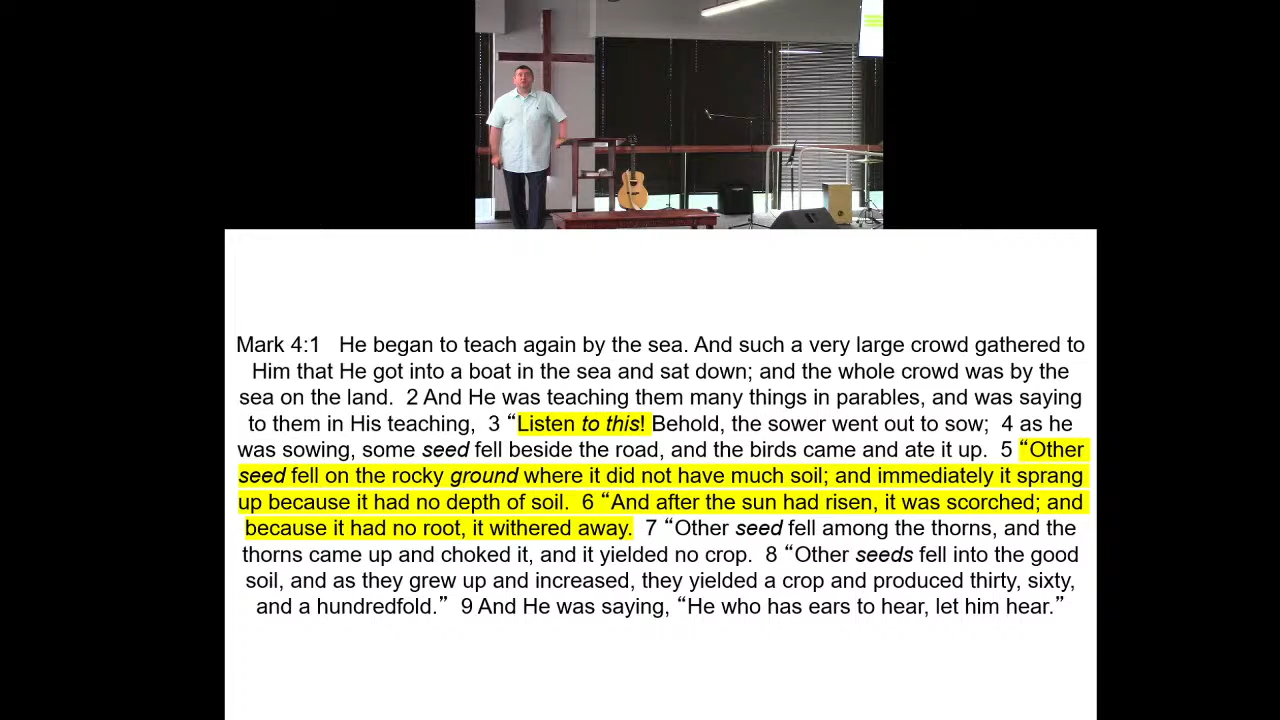 Mark 4:1 He began to teach again by the sea. And such a very large crowd gathered to
Him that He got into a boat in the sea and sat down; and the whole crowd was by the
sea on the land. 2 And He was teaching them many things in parables, and was saying
to them in His teaching, 3 “Listen to this! Behold, the sower went out to sow; 4 as he
was sowing, some seed fell beside the road, and the birds came and ate it up. 5 “Other
seed fell on the rocky ground where it did not have much soil; and immediately it sprang
up because it had no depth of soil. 6 “And after the sun had risen, it was scorched; and
because it had no root, it withered away. 7 “Other seed fell among the thorns, and the
thorns came up and choked it, and it yielded no crop. 8 “Other seeds fell into the good
soil, and as they grew up and increased, they yielded a crop and produced thirty, sixty,
and a hundredfold.” 9 And He was saying, “He who has ears to hear, let him hear.”